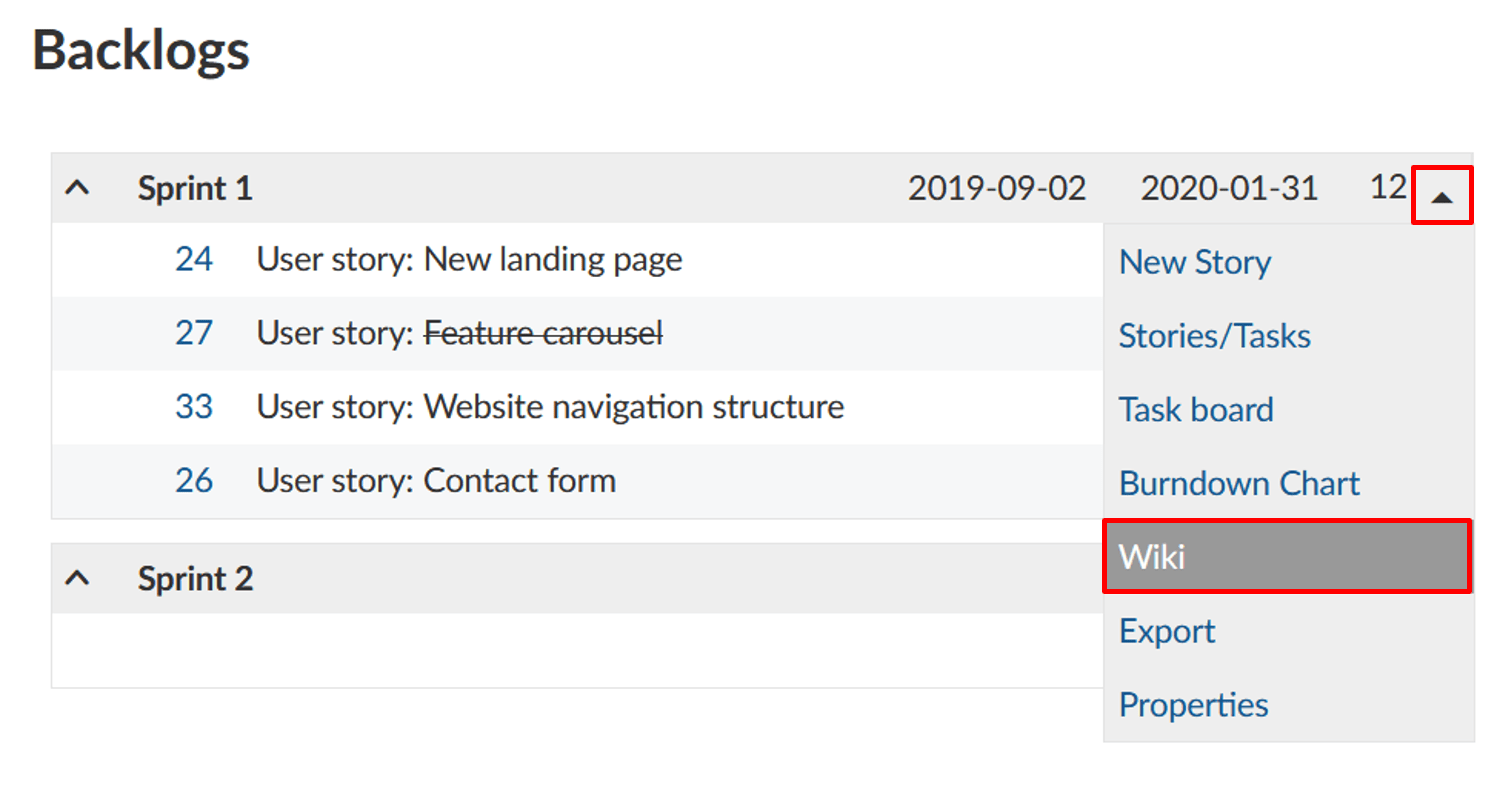 Backlogs
Sprint 1 2019-09-02 2020-01-31 12
24 User story: New landing page
New Story
27 User story: Feature carousel
Stories/Tasks
33 User story: Website navigation structure
Task board
26 User story: Contact form
Burndown Chart
Wiki
Sprint 2
Export
Properties